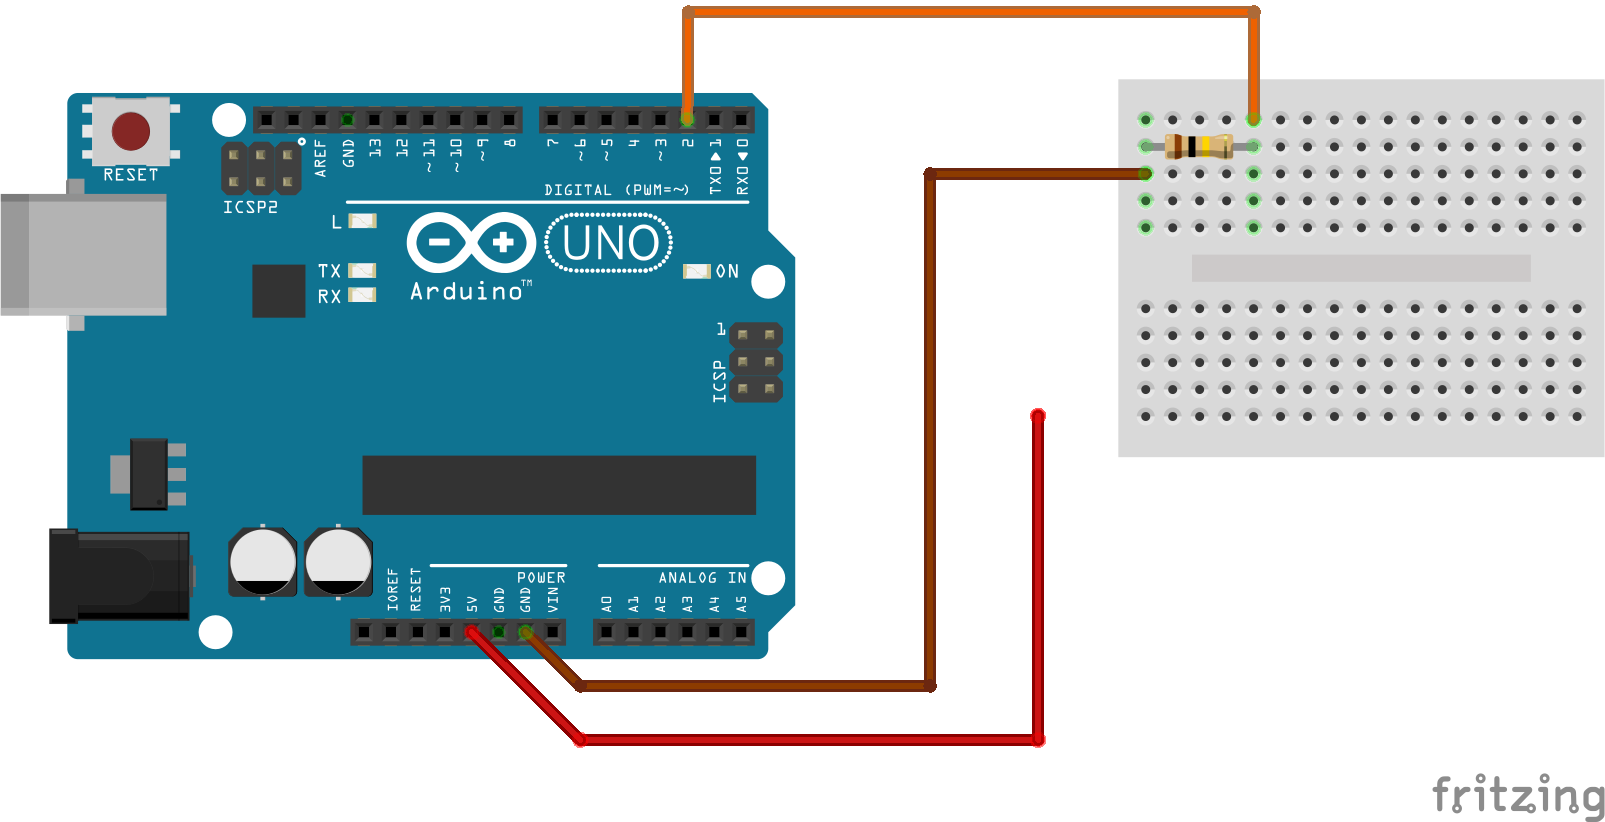 RESET
ICSP2
AREF
GND
13
12
~11
~10
~9
8
7
~6
~5
4
~3
2
TX0▶1
RX0◀0
DIGITAL (PWM=~)
L
TX
RX
Arduino™
UNO
ON
1
ICSP
IOREF
RESET
3V3
5V
GND
GND
VIN
POWER
ANALOG IN
A0
A1
A2
A3
A4
A5
fritzing